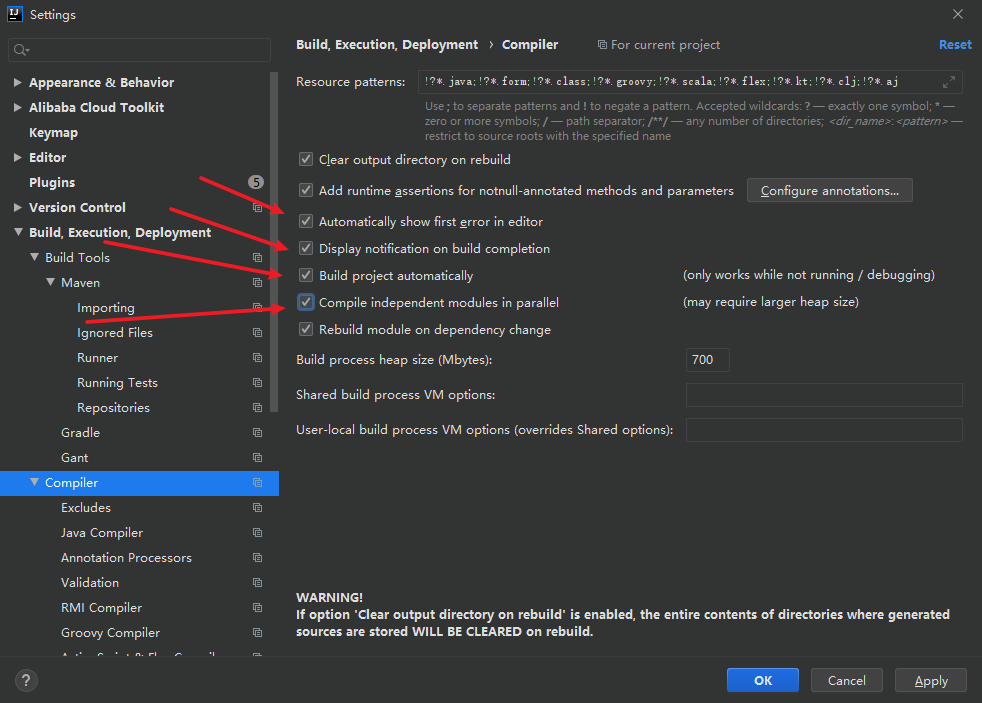 Settings
Build, Execution, Deployment › Compiler
For current project
Reset
Appearance & Behavior
Alibaba Cloud Toolkit
Keymap
Editor
Plugins
5
Version Control
Build, Execution, Deployment
Build Tools
Maven
Importing
Ignored Files
Runner
Running Tests
Repositories
Gradle
Gant
Compiler
Excludes
Java Compiler
Annotation Processors
Validation
RMI Compiler
Groovy Compiler
Resource patterns:
!?*.java;!?*.form;!?*.class;!?*.groovy;!?*.scala;!?*.flex;!?*.kt;!?*.clj;!?*.aj
Use ; to separate patterns and ! to negate a pattern. Accepted wildcards: ? — exactly one symbol; * —
zero or more symbols; / — path separator; /**/ — any number of directories; <dir_name>:<pattern> —
restrict to source roots with the specified name
Clear output directory on rebuild
Add runtime assertions for notnull-annotated methods and parameters
Configure annotations...
Automatically show first error in editor
Display notification on build completion
Build project automatically
(only works while not running / debugging)
Compile independent modules in parallel
(may require larger heap size)
Rebuild module on dependency change
Build process heap size (Mbytes):
700
Shared build process VM options:
User-local build process VM options (overrides Shared options):
WARNING!
If option 'Clear output directory on rebuild' is enabled, the entire contents of directories where generated
sources are stored WILL BE CLEARED on rebuild.
?
OK
Cancel
Apply